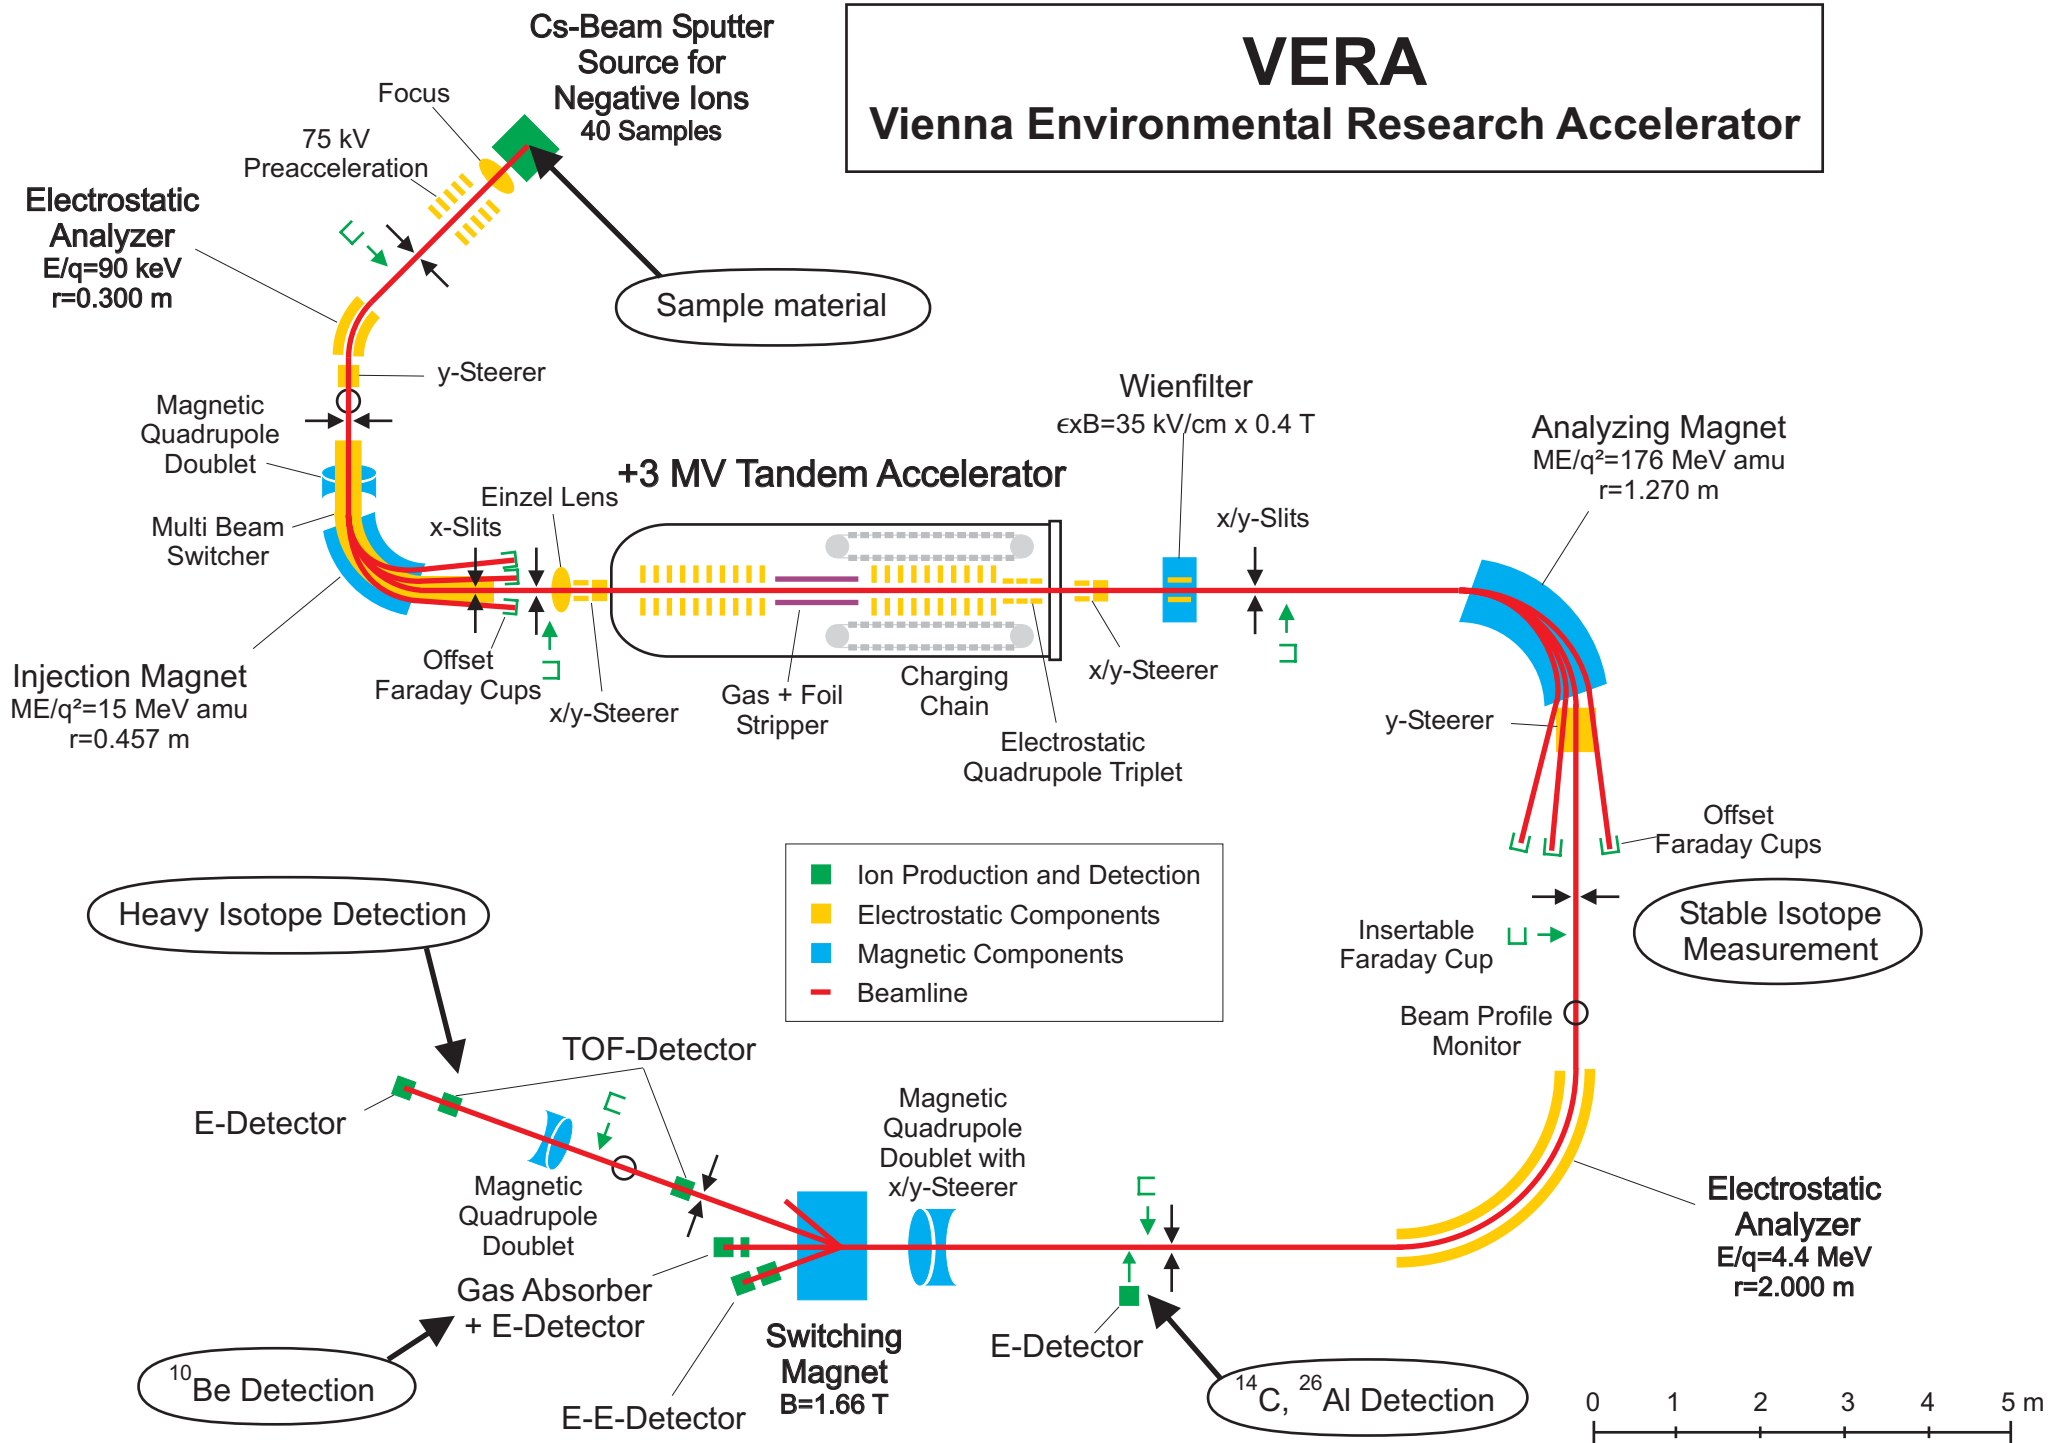 VERA
Vienna Environmental Research Accelerator
Cs-Beam Sputter
Source for
Negative Ions
40 Samples
Focus
75 kV
Preacceleration
Electrostatic
Analyzer
E/q=90 keV
r=0.300 m
Sample material
y-Steerer
Magnetic
Quadrupole
Doublet
Multi Beam
Switcher
x-Slits
Einzel Lens
+3 MV Tandem Accelerator
Wienfilter
ϵxB=35 kV/cm x 0.4 T
x/y-Slits
Analyzing Magnet
ME/q²=176 MeV amu
r=1.270 m
Injection Magnet
ME/q²=15 MeV amu
r=0.457 m
Offset
Faraday Cups
x/y-Steerer
Gas + Foil
Stripper
Charging
Chain
Electrostatic
Quadrupole Triplet
x/y-Steerer
y-Steerer
Offset
Faraday Cups
Stable Isotope
Measurement
Insertable
Faraday Cup
Beam Profile
Monitor
Ion Production and Detection
Electrostatic Components
Magnetic Components
Beamline
Heavy Isotope Detection
TOF-Detector
E-Detector
Magnetic
Quadrupole
Doublet
Magnetic
Quadrupole
Doublet with
x/y-Steerer
Electrostatic
Analyzer
E/q=4.4 MeV
r=2.000 m
Gas Absorber
+ E-Detector
Switching
Magnet
B=1.66 T
E-Detector
¹⁰Be Detection
E-E-Detector
¹⁴C, ²⁶Al Detection
0 1 2 3 4 5 m